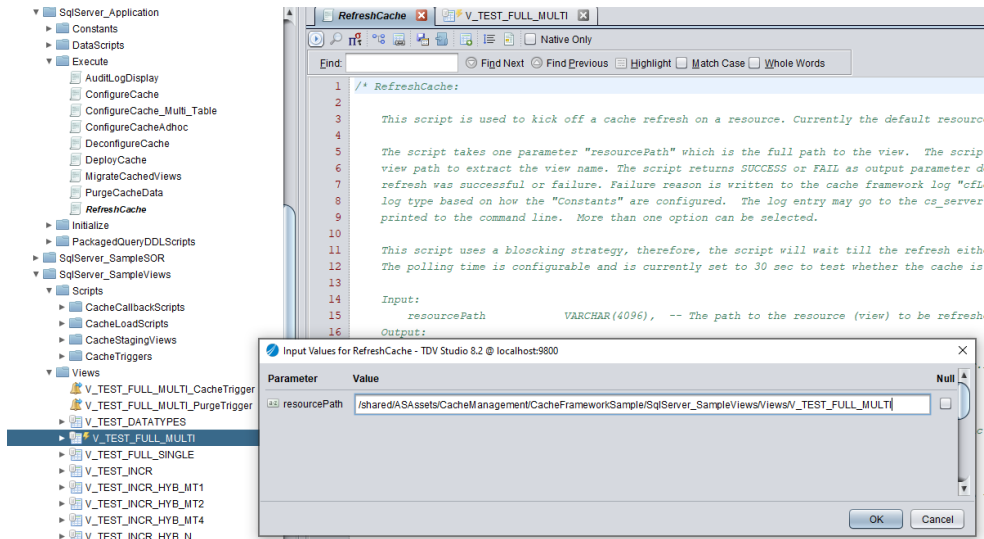 SqlServer_Application
Constants
DataScripts
Execute
AuditLogDisplay
ConfigureCache
ConfigureCache_Multi_Table
ConfigureCacheAdhoc
DeconfigureCache
DeployCache
MigrateCachedViews
PurgeCacheData
RefreshCache
Initialize
PackagedQueryDDLScripts
SqlServer_SampleSOR
SqlServer_SampleViews
Scripts
CacheCallbackScripts
CacheLoadScripts
CacheStagingViews
CacheTriggers
Views
V_TEST_FULL_MULTI_CacheTrigger
V_TEST_FULL_MULTI_PurgeTrigger
V_TEST_DATATYPES
V_TEST_FULL_MULTI
V_TEST_FULL_SINGLE
V_TEST_INCR
V_TEST_INCR_HYB_MT1
V_TEST_INCR_HYB_MT2
V_TEST_INCR_HYB_MT4
V_TEST_INCR_HYB_N
RefreshCache V_TEST_FULL_MULTI
Native Only
Find: Find Next Find Previous Highlight Match Case Whole Words
1 /* RefreshCache:
2
3 This script is used to kick off a cache refresh on a resource. Currently the default resourc
4
5 The script takes one parameter "resourcePath" which is the full path to the view. The scrip
6 view path to extract the view name. The script returns SUCCESS or FAIL as output parameter d
7 refresh was successful or failure. Failure reason is written to the cache framework log "cfL
8 log type based on how the "Constants" are configured. The log entry may go to the cs_server
9 printed to the command line. More than one option can be selected.
10
11 This script uses a bloscking strategy, therefore, the script will wait till the refresh eith
12 The polling time is configurable and is currently set to 30 sec to test whether the cache is
13
14 Input:
15 resourcePath VARCHAR(4096), -- The path to the resource (view) to be refresh
16 Output:
Input Values for RefreshCache - TDV Studio 8.2 @ localhost:9800
Parameter Value Null
resourcePath /shared/ASAssets/CacheManagement/CacheFrameworkSample/SqlServer_SampleViews/Views/V_TEST_FULL_MULTI
OK Cancel